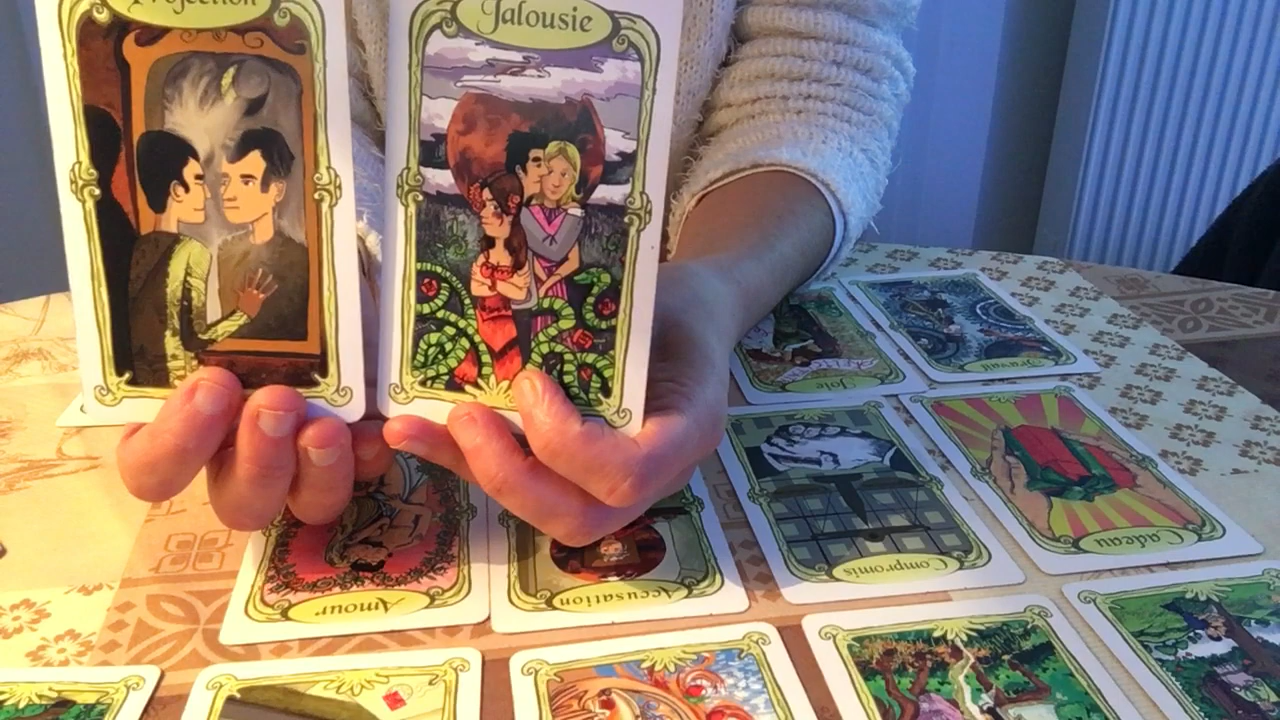 Projection
Jalousie
Joie
Travail
Cadeau
Compromis
Amour
Accusation